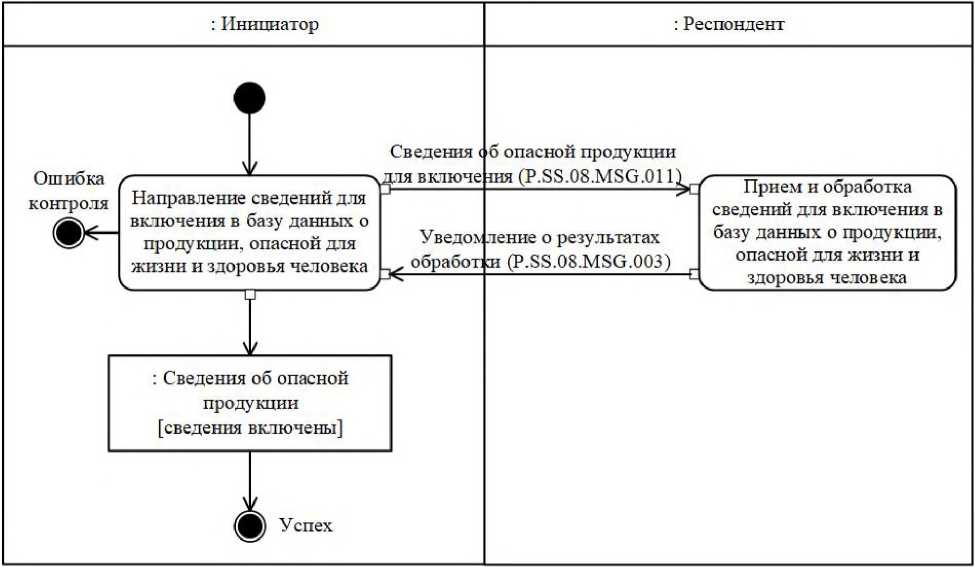 : Инициатор
: Респондент
Сведения об опасной продукции
для включения (P.SS.08.MSG.011)
Ошибка
контроля
Направление сведений для
включения в базу данных о
продукции, опасной для
жизни и здоровья человека
Прием и обработка
сведений для включения в
базу данных о продукции,
опасной для жизни и
здоровья человека
Уведомление о результатах
обработки (P.SS.08.MSG.003)
: Сведения об опасной
продукции
[сведения включены]
Успех